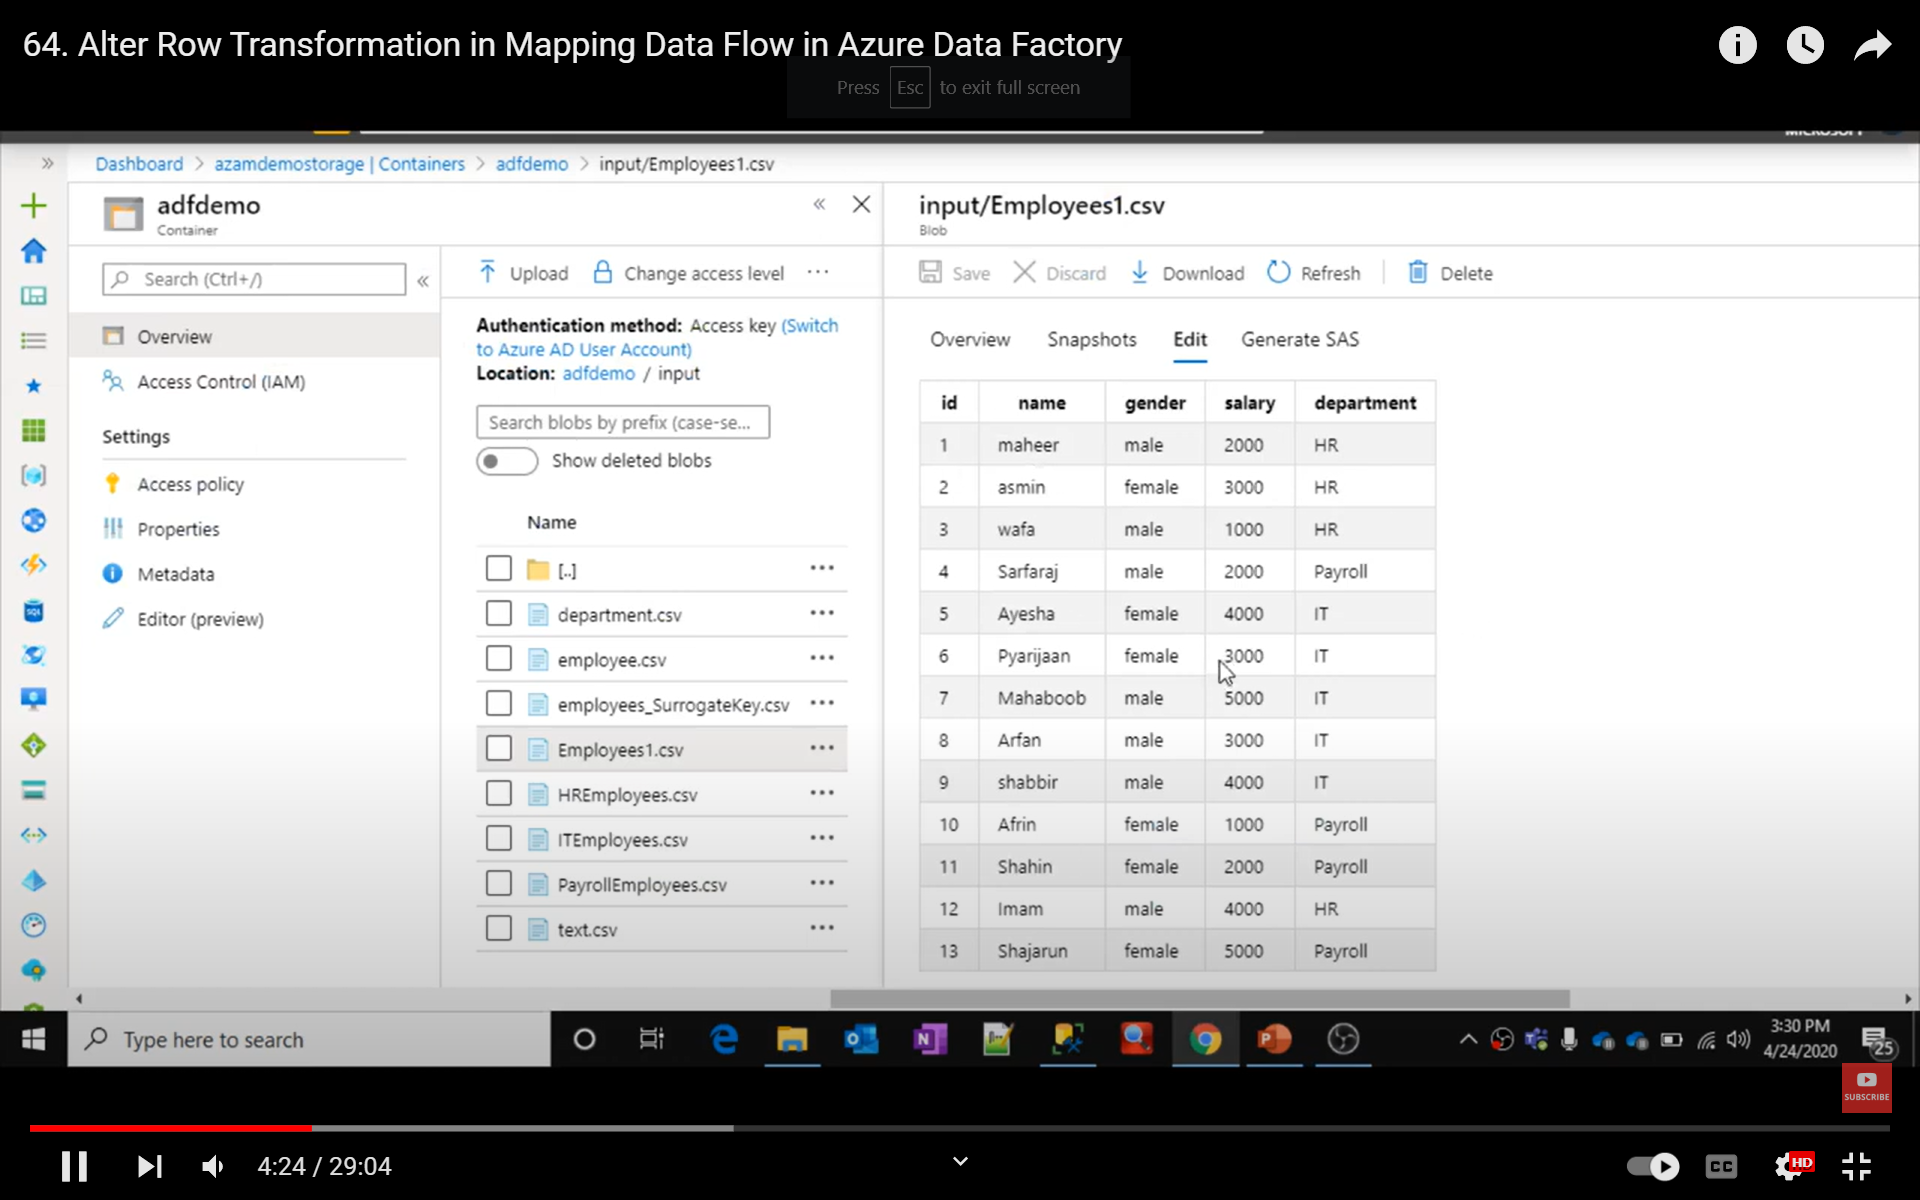 64. Alter Row Transformation in Mapping Data Flow in Azure Data Factory
Press Esc to exit full screen
Dashboard > azamdemostorage | Containers > adfdemo > input/Employees1.csv
adfdemo
Container
Search (Ctrl+/)
Overview
Access Control (IAM)
Settings
Access policy
Properties
Metadata
Editor (preview)
Upload Change access level
Authentication method: Access key (Switch
to Azure AD User Account)
Location: adfdemo / input
Search blobs by prefix (case-se...
Show deleted blobs
Name
[..]
department.csv
employee.csv
employees_SurrogateKey.csv
Employees1.csv
HREmployees.csv
ITEmployees.csv
PayrollEmployees.csv
text.csv
input/Employees1.csv
Blob
Save Discard Download Refresh Delete
Overview Snapshots Edit Generate SAS
id name gender salary department
1 maheer male 2000 HR
2 asmin female 3000 HR
3 wafa male 1000 HR
4 Sarfaraj male 2000 Payroll
5 Ayesha female 4000 IT
6 Pyarijaan female 3000 IT
7 Mahaboob male 5000 IT
8 Arfan male 3000 IT
9 shabbir male 4000 IT
10 Afrin female 1000 Payroll
11 Shahin female 2000 Payroll
12 Imam male 4000 HR
13 Shajarun female 5000 Payroll
Type here to search
3:30 PM
4/24/2020
25
SUBSCRIBE
4:24 / 29:04
CC
HD